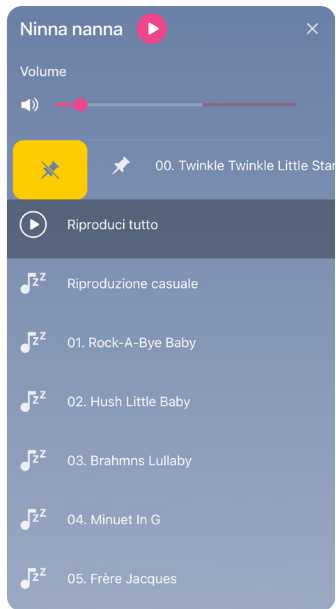 Ninna nanna
Volume
00. Twinkle Twinkle Little Star
Riproduci tutto
Riproduzione casuale
01. Rock-A-Bye Baby
02. Hush Little Baby
03. Brahmns Lullaby
04. Minuet In G
05. Frère Jacques